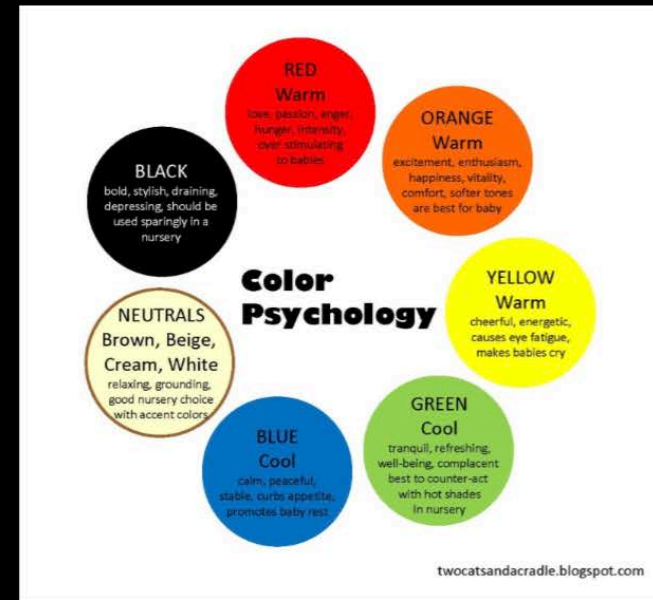 RED
Warm
love, passion, anger,
hunger, intensity,
over stimulating
to babies
ORANGE
Warm
excitement, enthusiasm,
happiness, vitality,
comfort, softer tones
are best for baby
BLACK
bold, stylish, draining,
depressing, should be
used sparingly in a
nursery
Color
Psychology
YELLOW
Warm
cheerful, energetic,
causes eye fatigue,
makes babies cry
NEUTRALS
Brown, Beige,
Cream, White
relaxing, grounding,
good nursery choice
with accent colors
GREEN
Cool
tranquil, refreshing,
well-being, complacent
best to counter-act
with hot shades
in nursery
BLUE
Cool
calm, peaceful,
stable, curbs appetite,
promotes baby rest
twocatsandacradle.blogspot.com